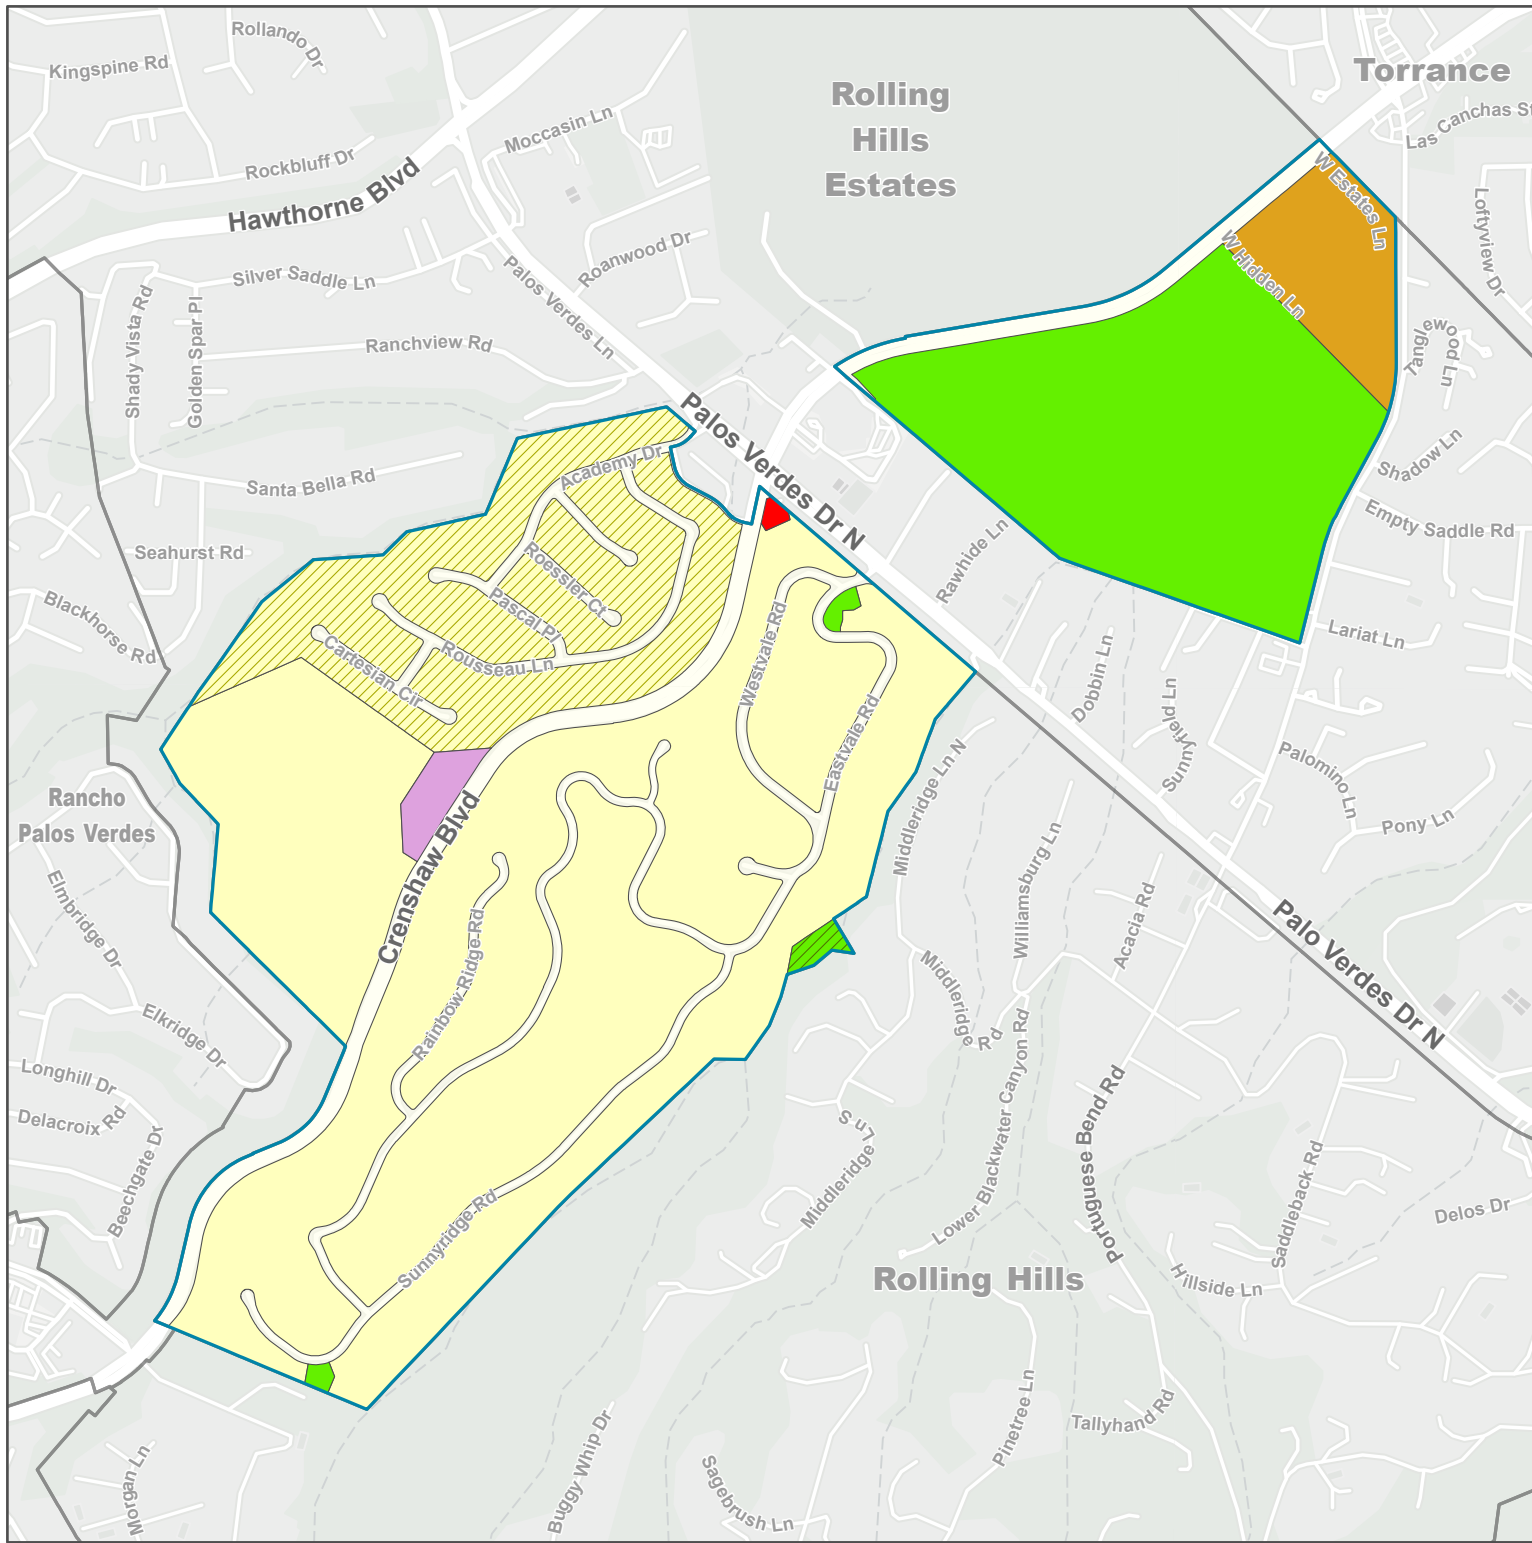 Rollando Dr
Kingspine Rd
Rolling
Hills
Estates
Torrance
Las Canchas St
Moccasin Ln
Rockbluff Dr
Hawthorne Blvd
W Estates Ln
Loftyview Dr
W Hidden Ln
Roanwood Dr
Palos Verdes Ln
Silver Saddle Ln
Shady Vista Rd
Golden Spar Pl
Ranchview Rd
Tanglewood Ln
Palos Verdes Dr N
Academy Dr
Shadow Ln
Santa Bella Rd
Empty Saddle Rd
Seahurst Rd
Roessler Ct
Rawhide Ln
Blackhorse Rd
Pascal Pl
Lariat Ln
Rousseau Ln
Cartesian Cir
Westvale Rd
Dobbin Ln
Eastvale Rd
Sunnyfield Ln
Middleridge Ln N
Palomino Ln
Rancho
Palos Verdes
Pony Ln
Crenshaw Blvd
Williamsburg Ln
Elmbridge Dr
Rainbow Ridge Rd
Acacia Rd
Palo Verdes Dr N
Middleridge Rd
Elkridge Dr
Longhill Dr
Lower Blackwater Canyon Rd
Delacroix Rd
Portuguese Bend Rd
Beechgate Dr
Middleridge Ln S
Saddleback Rd
Sunnyridge Rd
Delos Dr
Rolling Hills
Hillside Ln
Pinetree Ln
Tallyhand Rd
Buggy Whip Dr
Morgan Ln
Sagebrush Ln